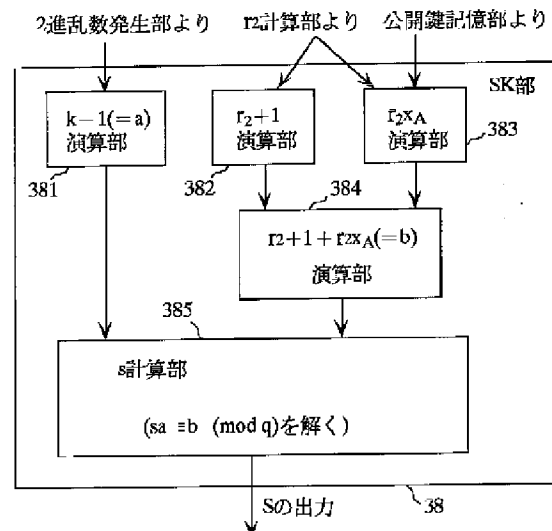 2進乱数発生部より
r2計算部より
公開鍵記憶部より
SK部
k−1(=a)
演算部
381
r2+1
演算部
382
r2xA
演算部
383
384
r2+1+r2xA(=b)
演算部
385
s計算部
(sa ≡b (mod q)を解く)
Sの出力
38